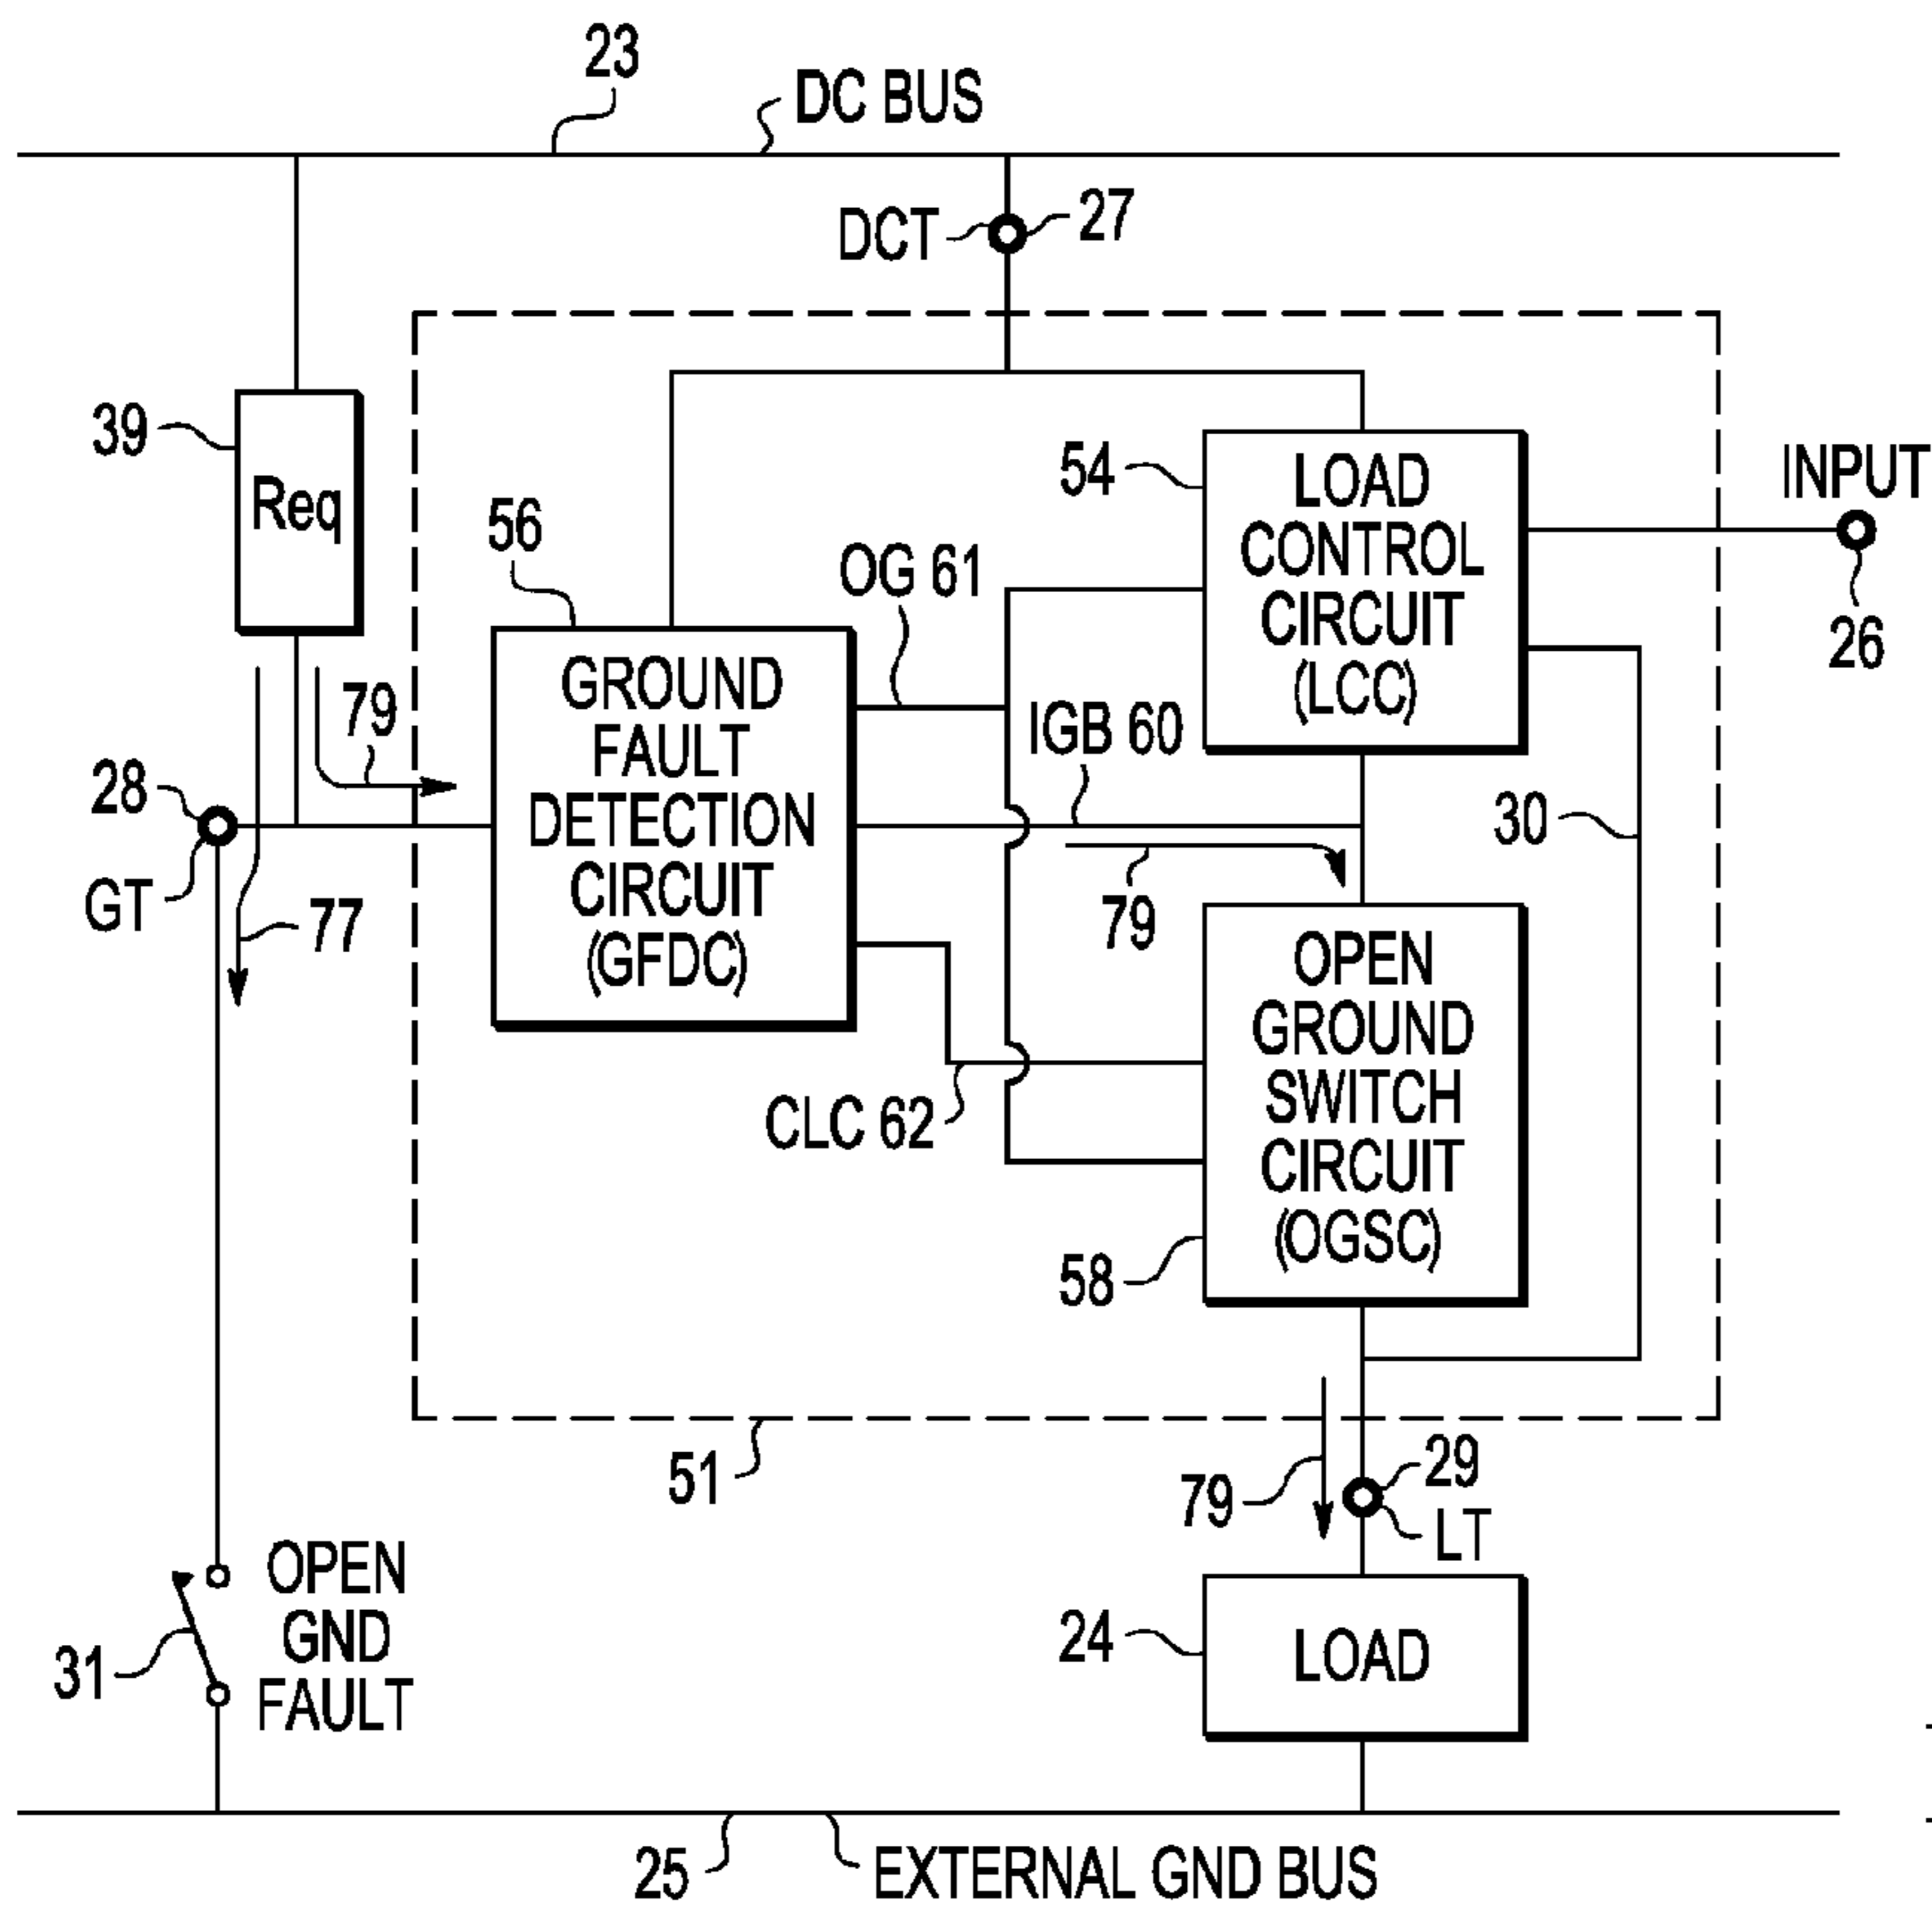 23
DC BUS
DCT
27
39
Req
54
LOAD
CONTROL
CIRCUIT
(LCC)
INPUT
26
56
OG 61
GROUND
FAULT
DETECTION
CIRCUIT
(GFDC)
79
IGB 60
28
GT
77
30
79
OPEN
GROUND
SWITCH
CIRCUIT
(OGSC)
CLC 62
58
51
79
29
LT
OPEN
GND
FAULT
31
24
LOAD
25
EXTERNAL GND BUS